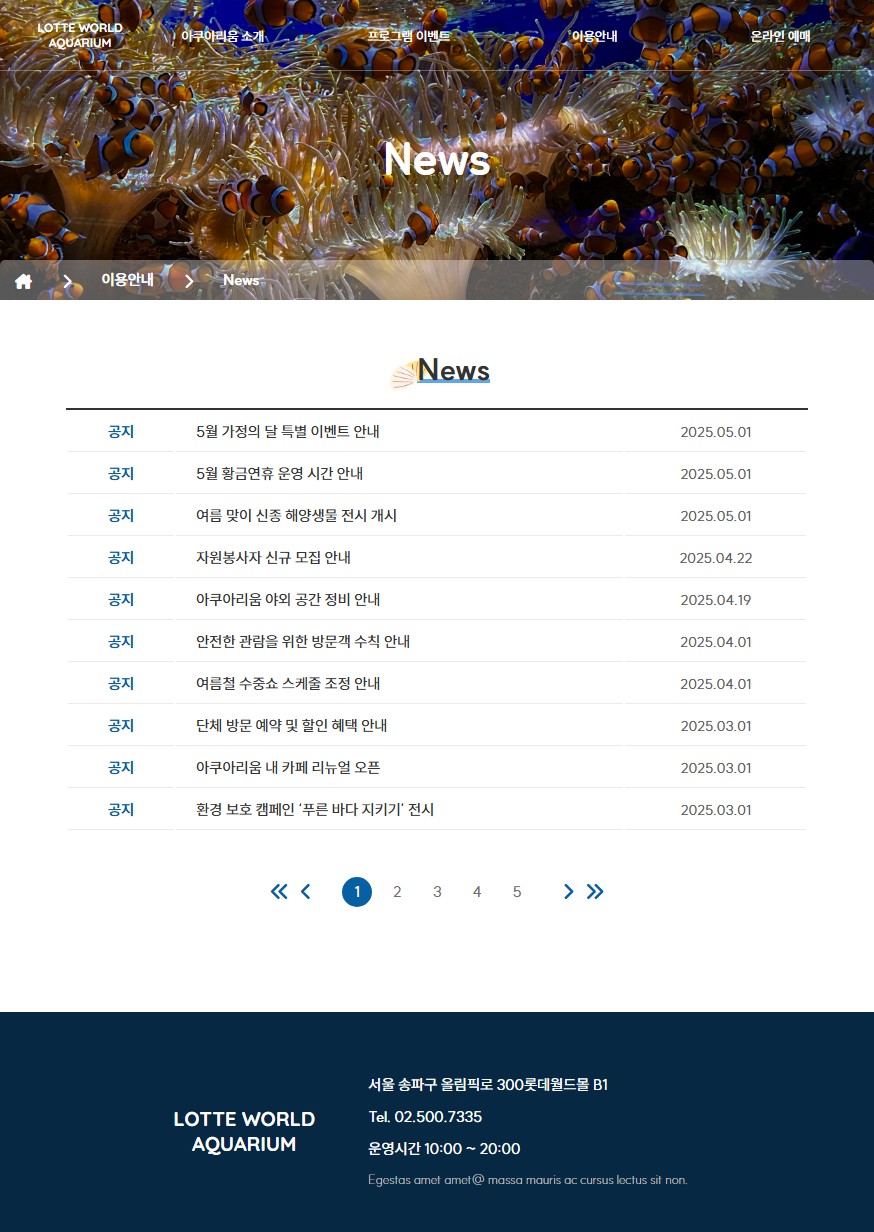 LOTTE WORLD
AQUARIUM
아쿠아리움 소개
프로그램 이벤트
이용안내
온라인 예매
News
이용안내
News
News
공지 5월 가정의 달 특별 이벤트 안내 2025.05.01
공지 5월 황금연휴 운영 시간 안내 2025.05.01
공지 여름 맞이 신종 해양생물 전시 개시 2025.05.01
공지 자원봉사자 신규 모집 안내 2025.04.22
공지 아쿠아리움 야외 공간 정비 안내 2025.04.19
공지 안전한 관람을 위한 방문객 수칙 안내 2025.04.01
공지 여름철 수중쇼 스케줄 조정 안내 2025.04.01
공지 단체 방문 예약 및 할인 혜택 안내 2025.03.01
공지 아쿠아리움 내 카페 리뉴얼 오픈 2025.03.01
공지 환경 보호 캠페인 ‘푸른 바다 지키기’ 전시 2025.03.01
1 2 3 4 5
LOTTE WORLD
AQUARIUM
서울 송파구 올림픽로 300롯데월드몰 B1
Tel. 02.500.7335
운영시간 10:00 ~ 20:00
Egestas amet amet@ massa mauris ac cursus lectus sit non.